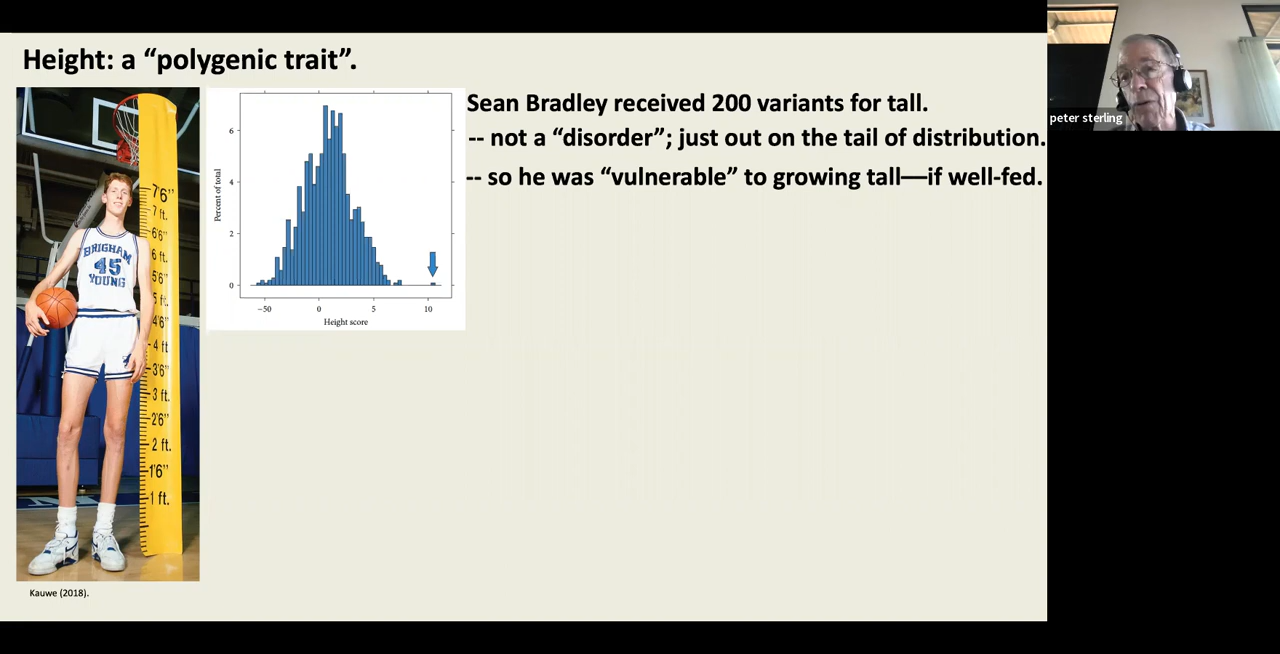 Height: a “polygenic trait”.
Sean Bradley received 200 variants for tall.
-- not a “disorder”; just out on the tail of distribution.
-- so he was “vulnerable” to growing tall—if well-fed.
peter sterling
7'6”
7 ft.
6'6”
6 ft.
5'6”
5 ft.
4'6”
4 ft
3'6”
3 ft.
2'6”
2 ft.
1'6”
1 ft.
BRIGHAM
45
YOUNG
Percent of total
6
4
2
0
−50
0
5
10
Height score
Kauwe (2018).